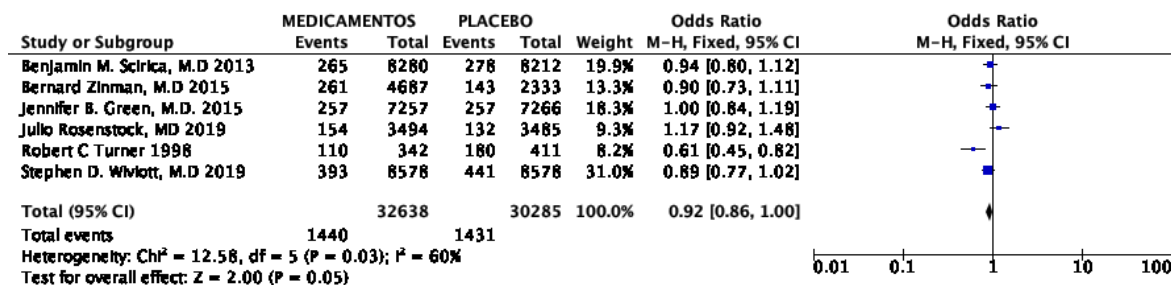 MEDICAMENTOS PLACEBO Odds Ratio Odds Ratio
Study or Subgroup Events Total Events Total Weight M-H, Fixed, 95% CI M-H, Fixed, 95% CI
Benjamin M. Scirica, M.D 2013 265 8280 278 8212 19.9% 0.94 [0.80, 1.12]
Bernard Zinman, M.D 2015 261 4687 143 2333 13.3% 0.90 [0.73, 1.11]
Jennifer B. Green, M.D. 2015 257 7257 257 7266 18.3% 1.00 [0.84, 1.19]
Julio Rosenstock, MD 2019 154 3494 132 3485 9.3% 1.17 [0.92, 1.48]
Robert C Turner 1998 110 342 180 411 8.2% 0.61 [0.45, 0.82]
Stephen D. Wiviott, M.D 2019 393 8578 441 8578 31.0% 0.89 [0.77, 1.02]
Total (95% CI) 32638 30285 100.0% 0.92 [0.86, 1.00]
Total events 1440 1431
Heterogeneity: Chi² = 12.58, df = 5 (P = 0.03); I² = 60%
Test for overall effect: Z = 2.00 (P = 0.05)
0.01 0.1 1 10 100